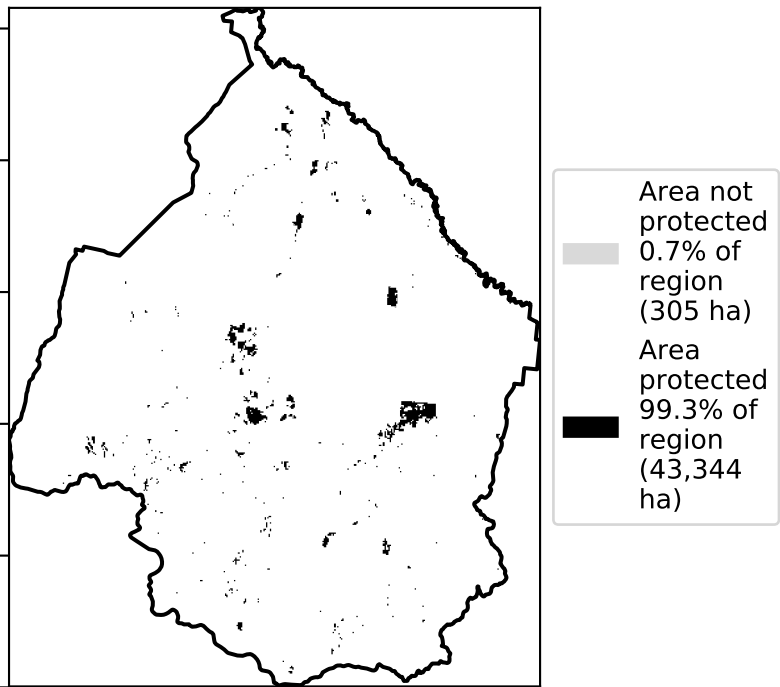 Area not
protected
0.7% of
region
(305 ha)
Area
protected
99.3% of
region
(43,344
ha)